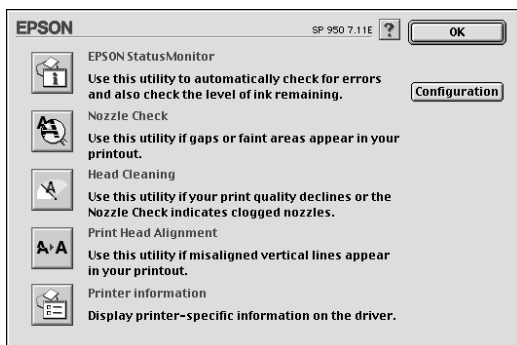 EPSON SP 950 7.11E ? OK
EPSON StatusMonitor
Use this utility to automatically check for errors
and also check the level of ink remaining.
Configuration
Nozzle Check
Use this utility if gaps or faint areas appear in your
printout.
Head Cleaning
Use this utility if your print quality declines or the
Nozzle Check indicates clogged nozzles.
Print Head Alignment
Use this utility if misaligned vertical lines appear
in your printout.
Printer information
Display printer-specific information on the driver.